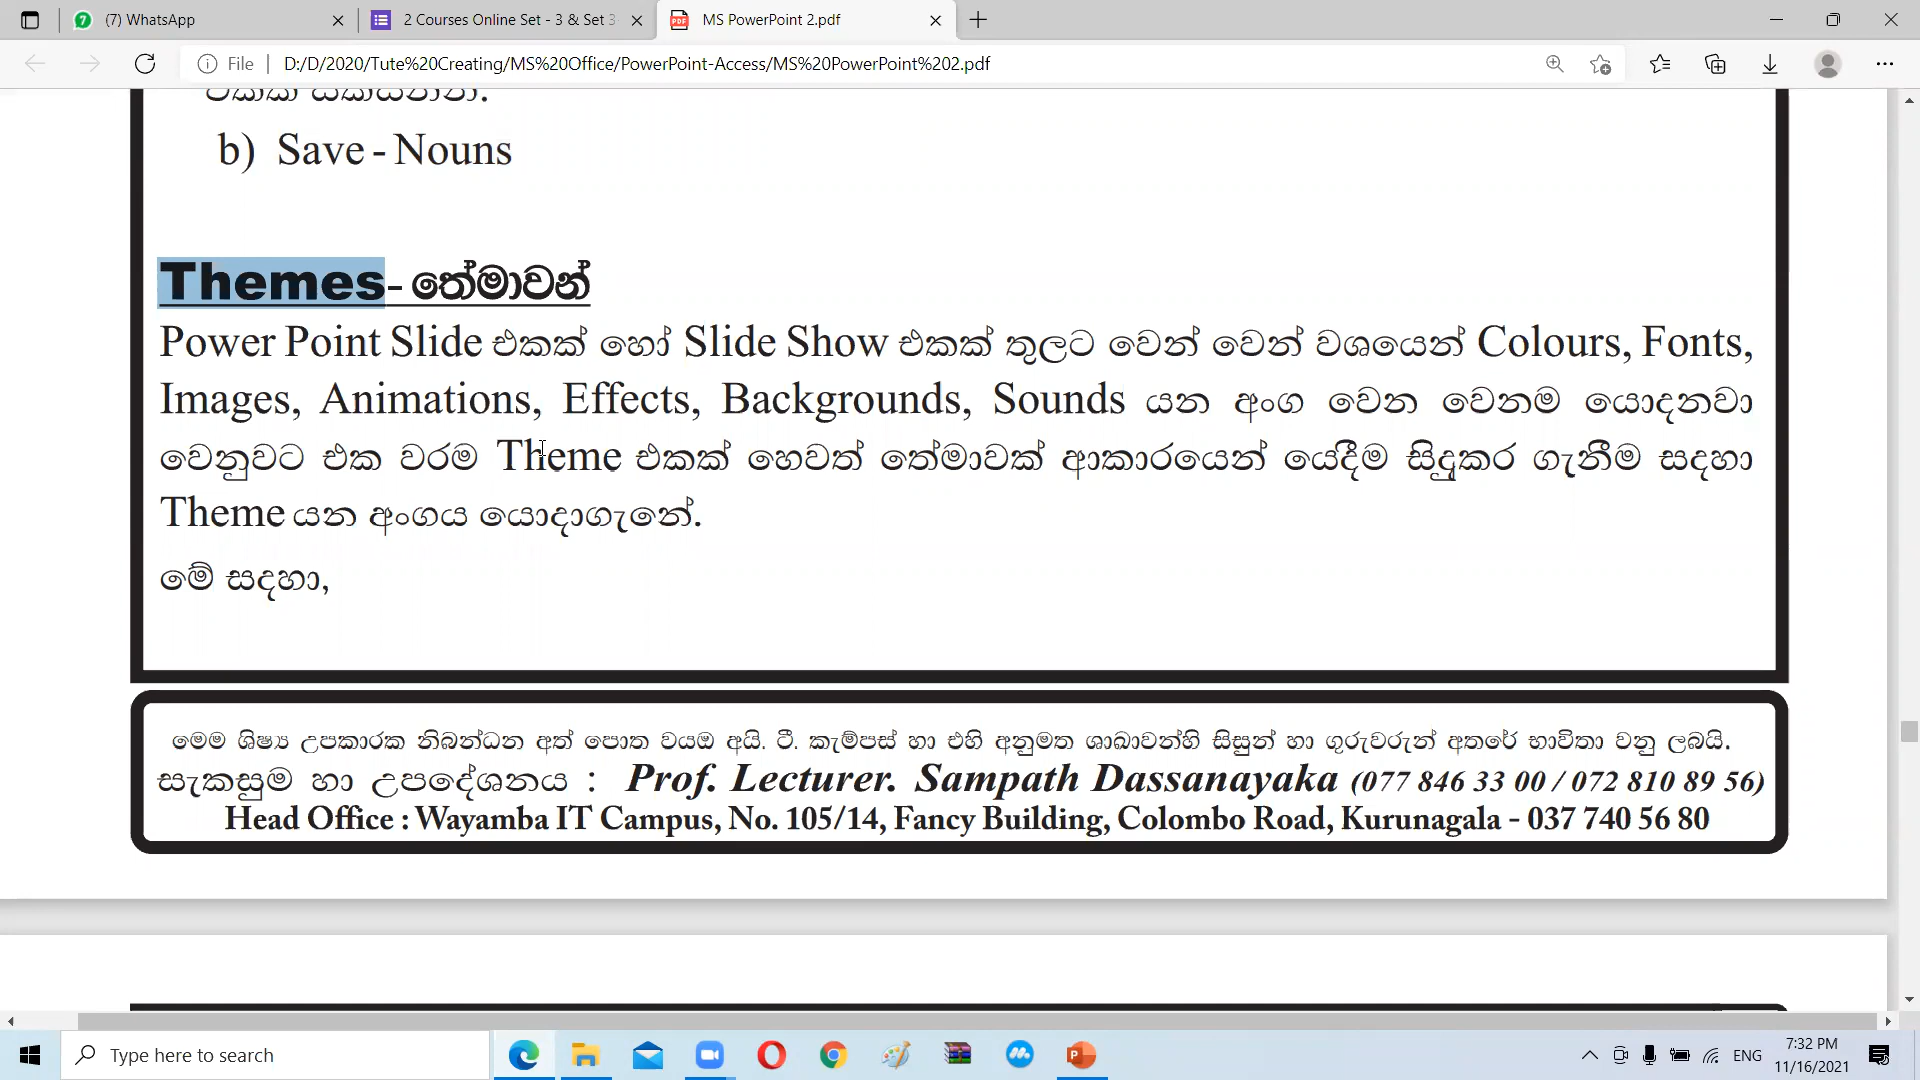 (7) WhatsApp
2 Courses Online Set - 3 & Set 3
MS PowerPoint 2.pdf
File
D:/D/2020/Tute%20Creating/MS%20Office/PowerPoint-Access/MS%20PowerPoint%202.pdf
b) Save - Nouns
Themes - තේමාවන්
Power Point Slide එකක් හෝ Slide Show එකක් තුලට වෙන් වෙන් වශයෙන් Colours, Fonts,
Images, Animations, Effects, Backgrounds, Sounds යන අංග වෙන වෙනම යොදනවා
වෙනුවට එක වරම Theme එකක් හෙවත් තේමාවක් ආකාරයෙන් යෙදීම සිදුකර ගැනීම සදහා
Theme යන අංගය යොදාගැනේ.
මේ සදහා,
මෙම ශිෂ්‍ය උපකාරක නිබන්ධන අත් පොත වයඔ අයි. ටී. කැම්පස් හා එහි අනුමත ශාඛාවන්හි සිසුන් හා ගුරුවරුන් අතරේ භාවිතා වනු ලබයි.
සැකසුම හා උපදේශනය : Prof. Lecturer. Sampath Dassanayaka (077 846 33 00 / 072 810 89 56)
Head Office : Wayamba IT Campus, No. 105/14, Fancy Building, Colombo Road, Kurunagala - 037 740 56 80
Type here to search
ENG
7:32 PM
11/16/2021